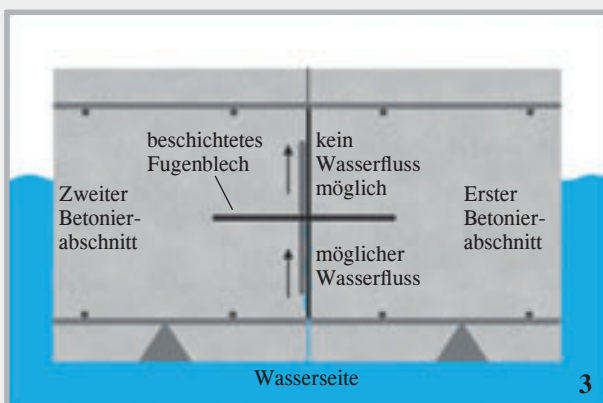 beschichtetes
Fugenblech
kein
Wasserfluss
möglich
Zweiter
Betonier-
abschnitt
Erster
Betonier-
abschnitt
möglicher
Wasserfluss
Wasserseite
3